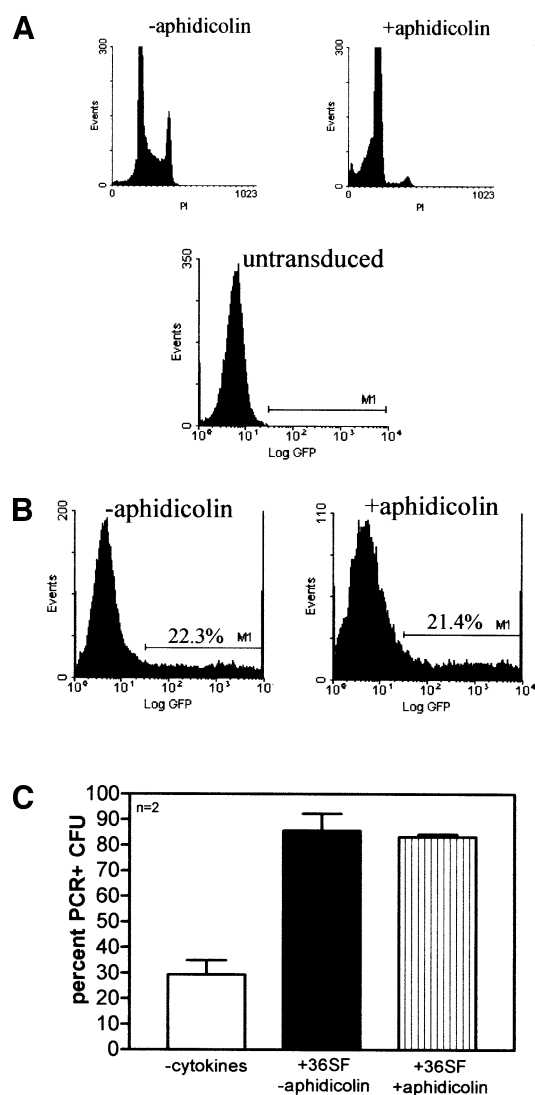 A
-aphidicolin
+aphidicolin
300
Events
0
0
1023
PI
300
Events
0
0
1023
PI
untransduced
350
Events
0
M1
10⁰ 10¹ 10² 10³ 10⁴
Log GFP
B
-aphidicolin
+aphidicolin
200
Events
0
22.3% M1
10⁰ 10¹ 10² 10³ 10
Log GFP
110
Events
0
21.4% M1
10⁰ 10¹ 10² 10³ 10⁴
Log GFP
C
percent PCR+ CFU
n=2
100
90
80
70
60
50
40
30
20
10
0
-cytokines
+36SF
-aphidicolin
+36SF
+aphidicolin